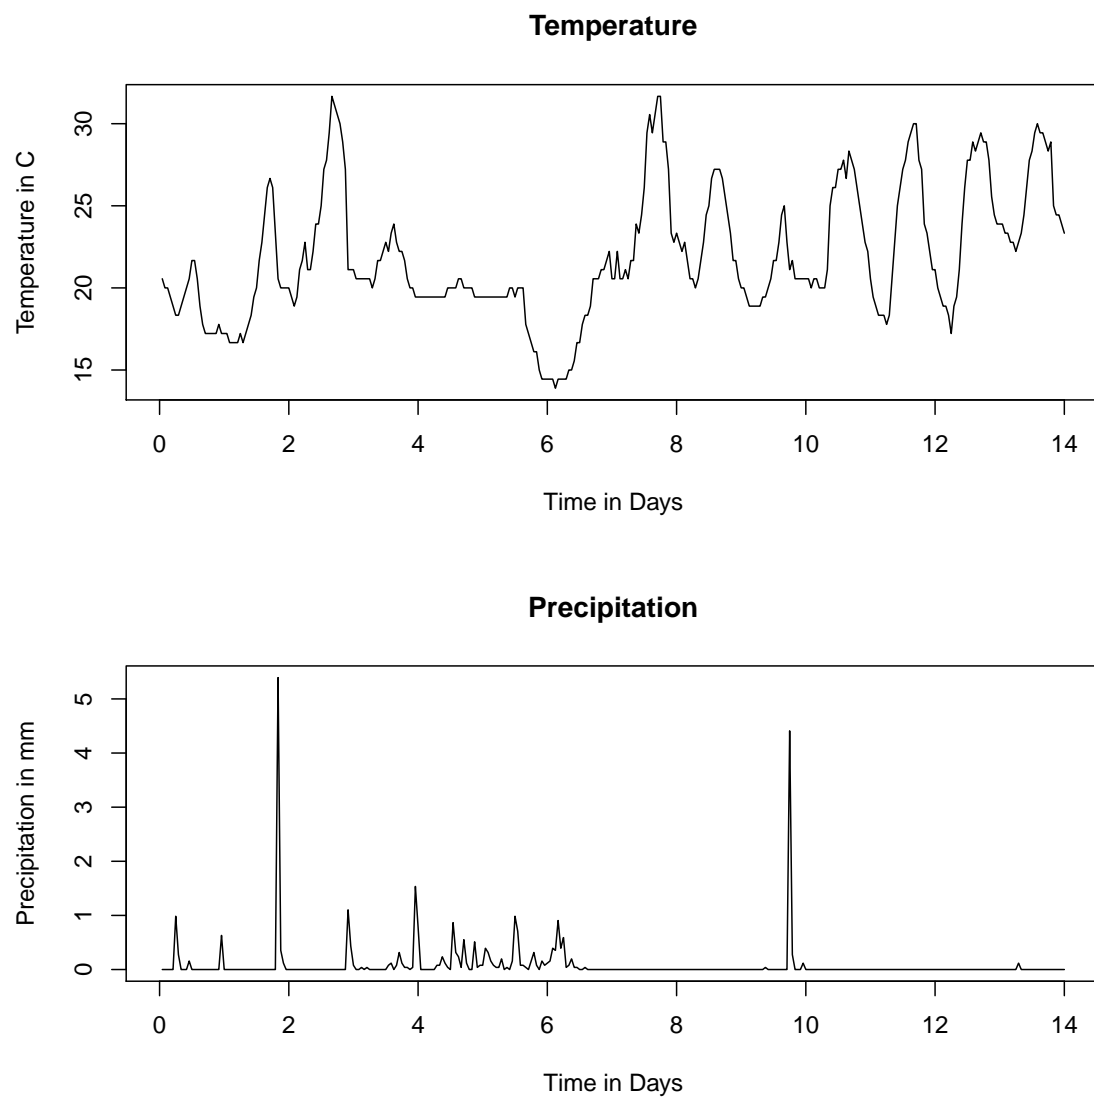 Temperature
Temperature in C
30
25
20
15
0 2 4 6 8 10 12 14
Time in Days
Precipitation
Precipitation in mm
5
4
3
2
1
0
0 2 4 6 8 10 12 14
Time in Days